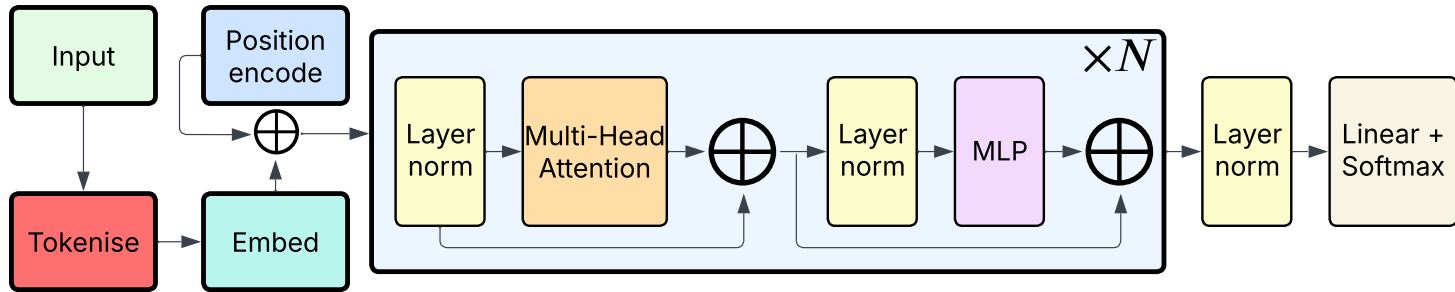 Input
Position
encode
Tokenise
Embed
×N
Layer
norm
Multi-Head
Attention
Layer
norm
MLP
Layer
norm
Linear +
Softmax